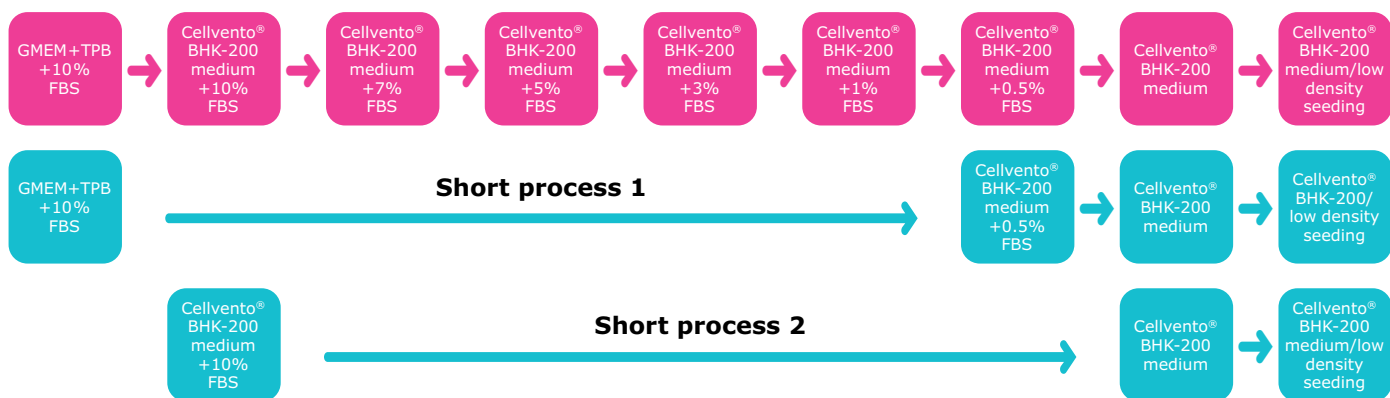 GMEM+TPB
+10%
FBS
Cellvento®
BHK-200
medium
+10%
FBS
Cellvento®
BHK-200
medium
+7%
FBS
Cellvento®
BHK-200
medium
+5%
FBS
Cellvento®
BHK-200
medium
+3%
FBS
Cellvento®
BHK-200
medium
+1%
FBS
Cellvento®
BHK-200
medium
+0.5%
FBS
Cellvento®
BHK-200
medium
Cellvento®
BHK-200
medium/low
density
seeding
GMEM+TPB
+10%
FBS
Short process 1
Cellvento®
BHK-200
medium
+0.5%
FBS
Cellvento®
BHK-200
medium
Cellvento®
BHK-200/
low density
seeding
Cellvento®
BHK-200
medium
+10%
FBS
Short process 2
Cellvento®
BHK-200
medium
Cellvento®
BHK-200
medium/low
density
seeding